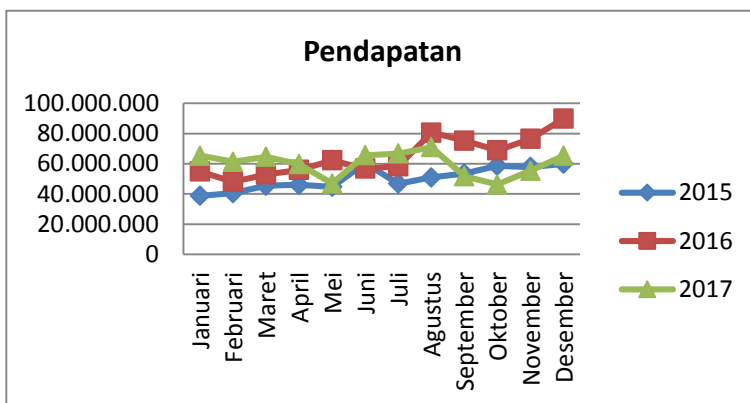 Pendapatan
100.000.000
80.000.000
60.000.000
40.000.000
20.000.000
0
Januari
Februari
Maret
April
Mei
Juni
Juli
Agustus
September
Oktober
November
Desember
2015
2016
2017